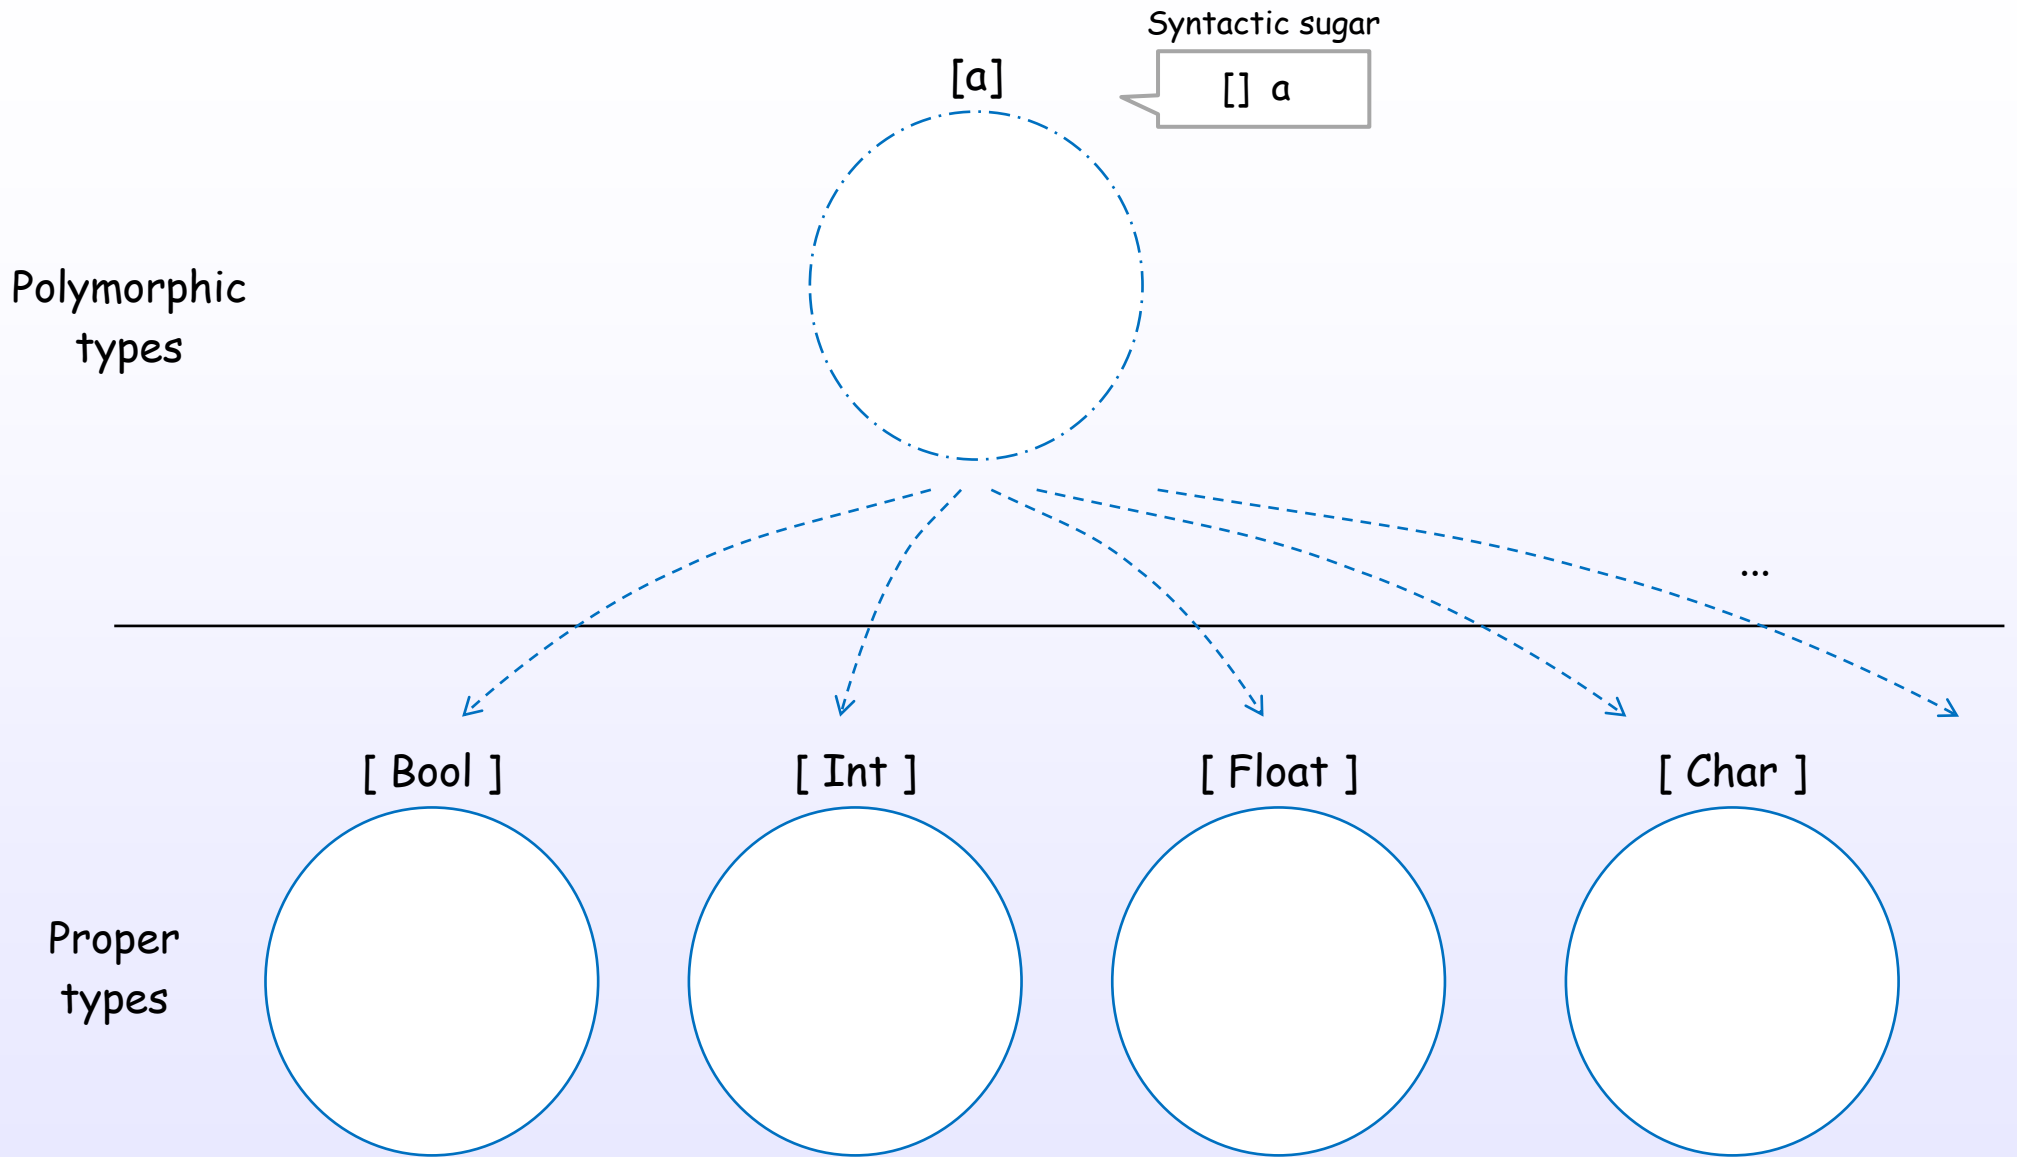 Syntactic sugar
[a]
[] a
Polymorphic
types
...
[ Bool ]
[ Int ]
[ Float ]
[ Char ]
Proper
types